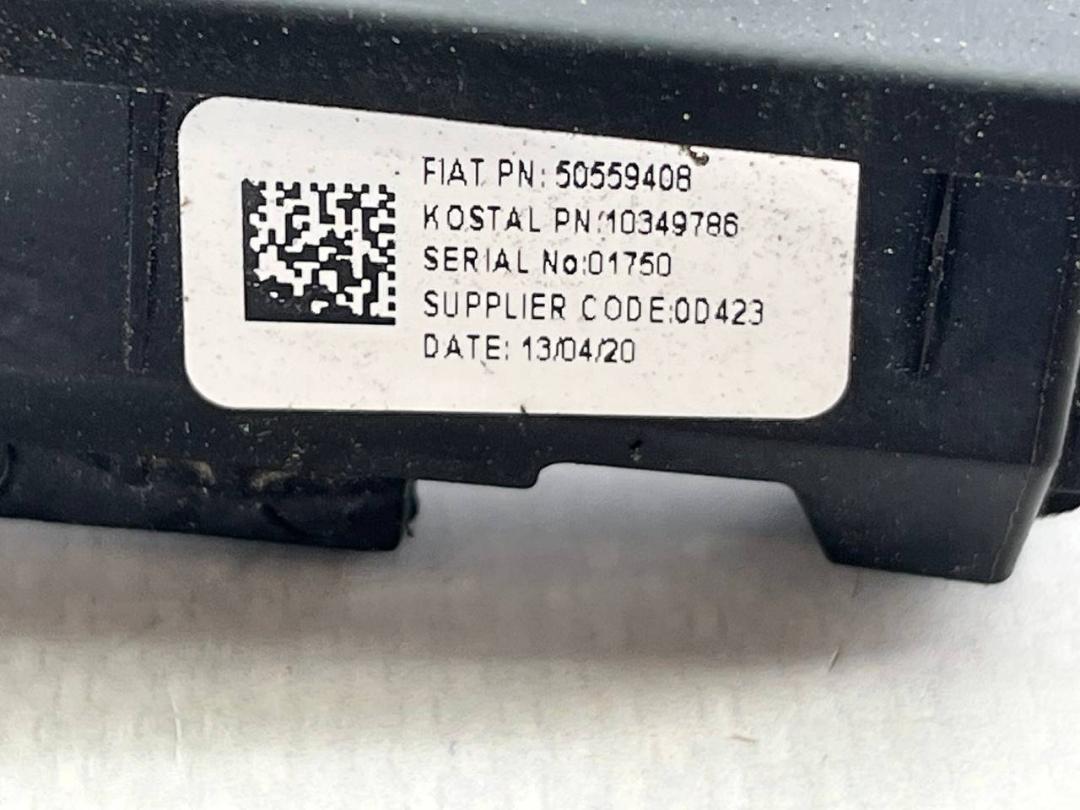 FIAT PN: 50559408
KOSTAL PN:10349786
SERIAL No:01750
SUPPLIER CODE:0D423
DATE: 13/04/20